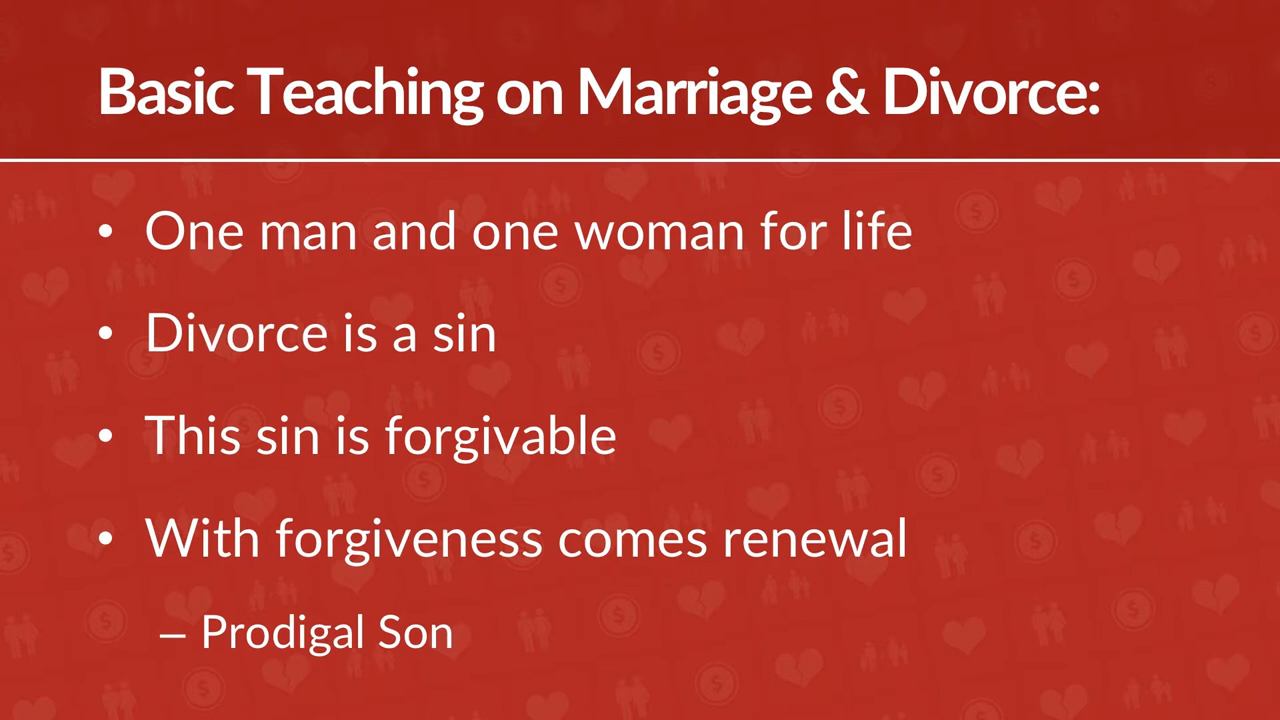 Basic Teaching on Marriage & Divorce:
• One man and one woman for life
• Divorce is a sin
• This sin is forgivable
• With forgiveness comes renewal
– Prodigal Son